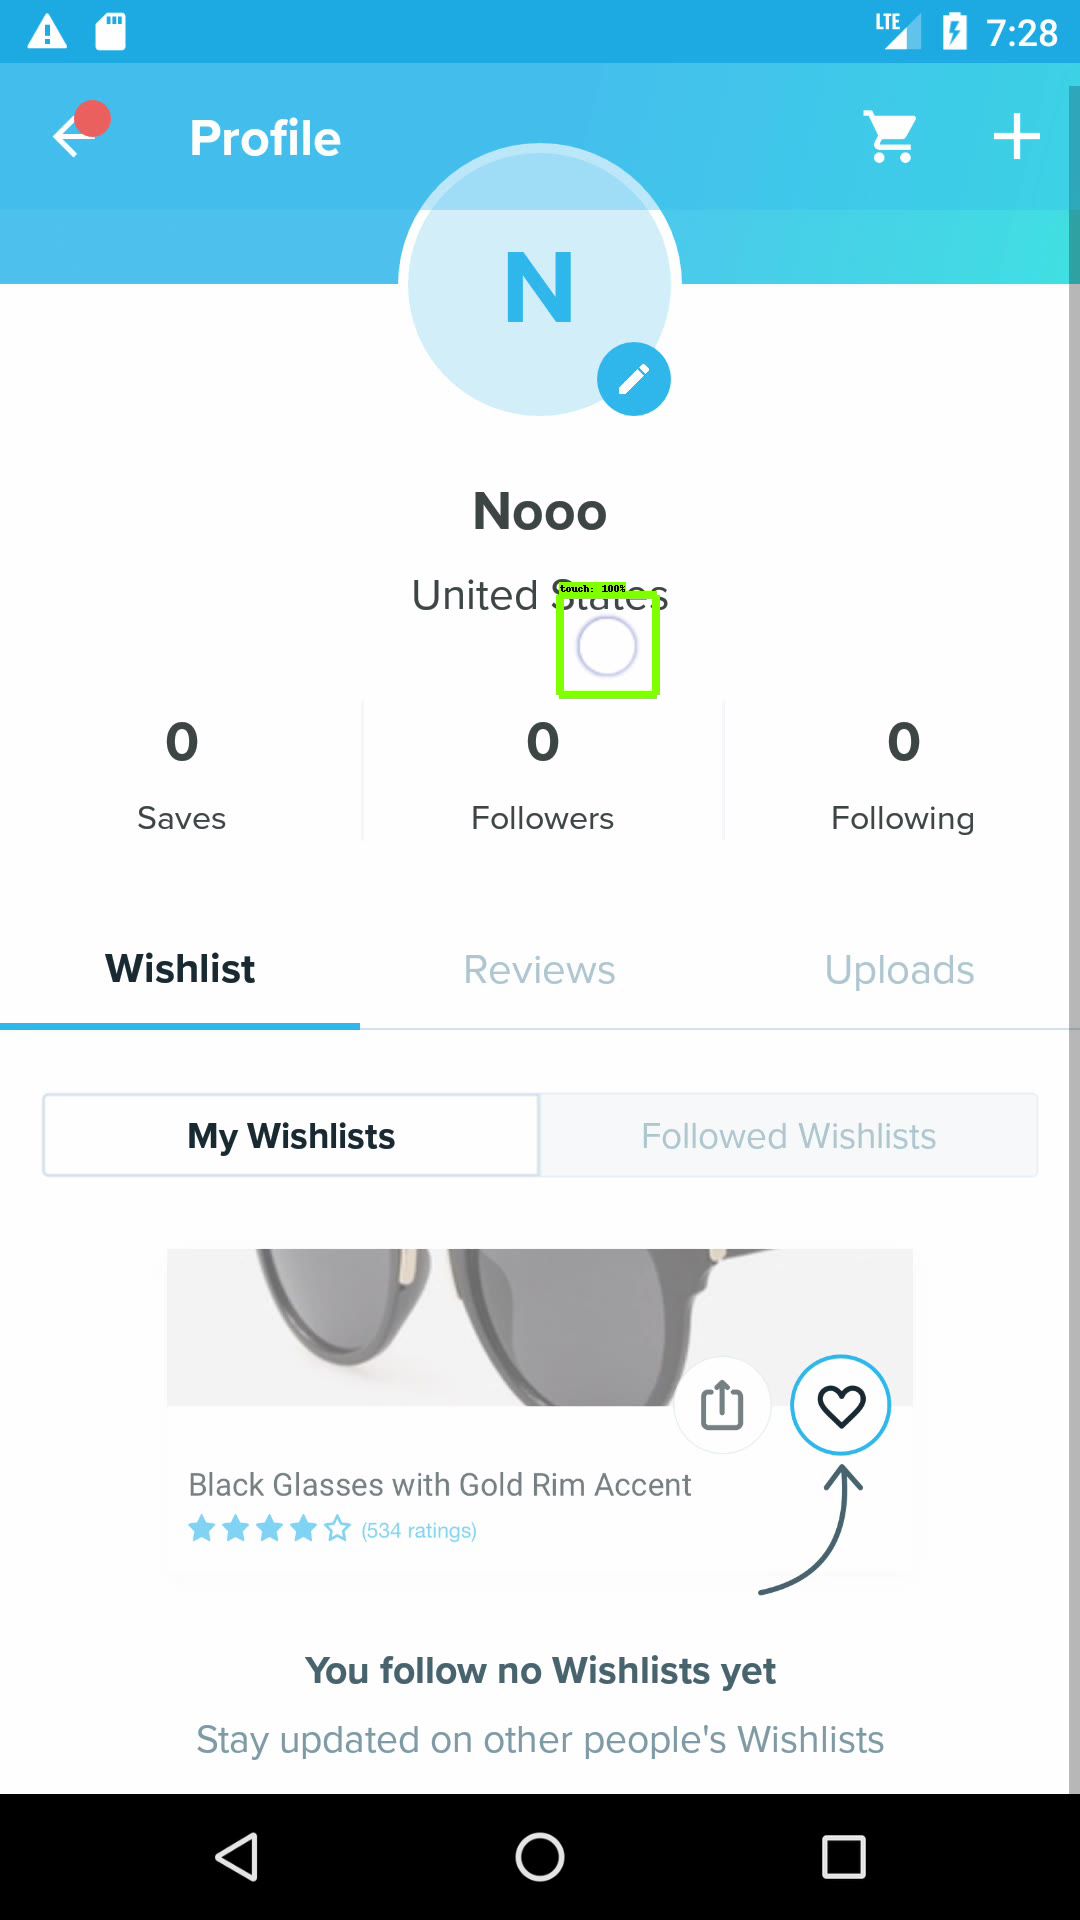 LTE 7:28
Profile
N
Nooo
United States
touch: 100%
0 0 0
Saves Followers Following
Wishlist Reviews Uploads
My Wishlists Followed Wishlists
Black Glasses with Gold Rim Accent
(534 ratings)
You follow no Wishlists yet
Stay updated on other people's Wishlists